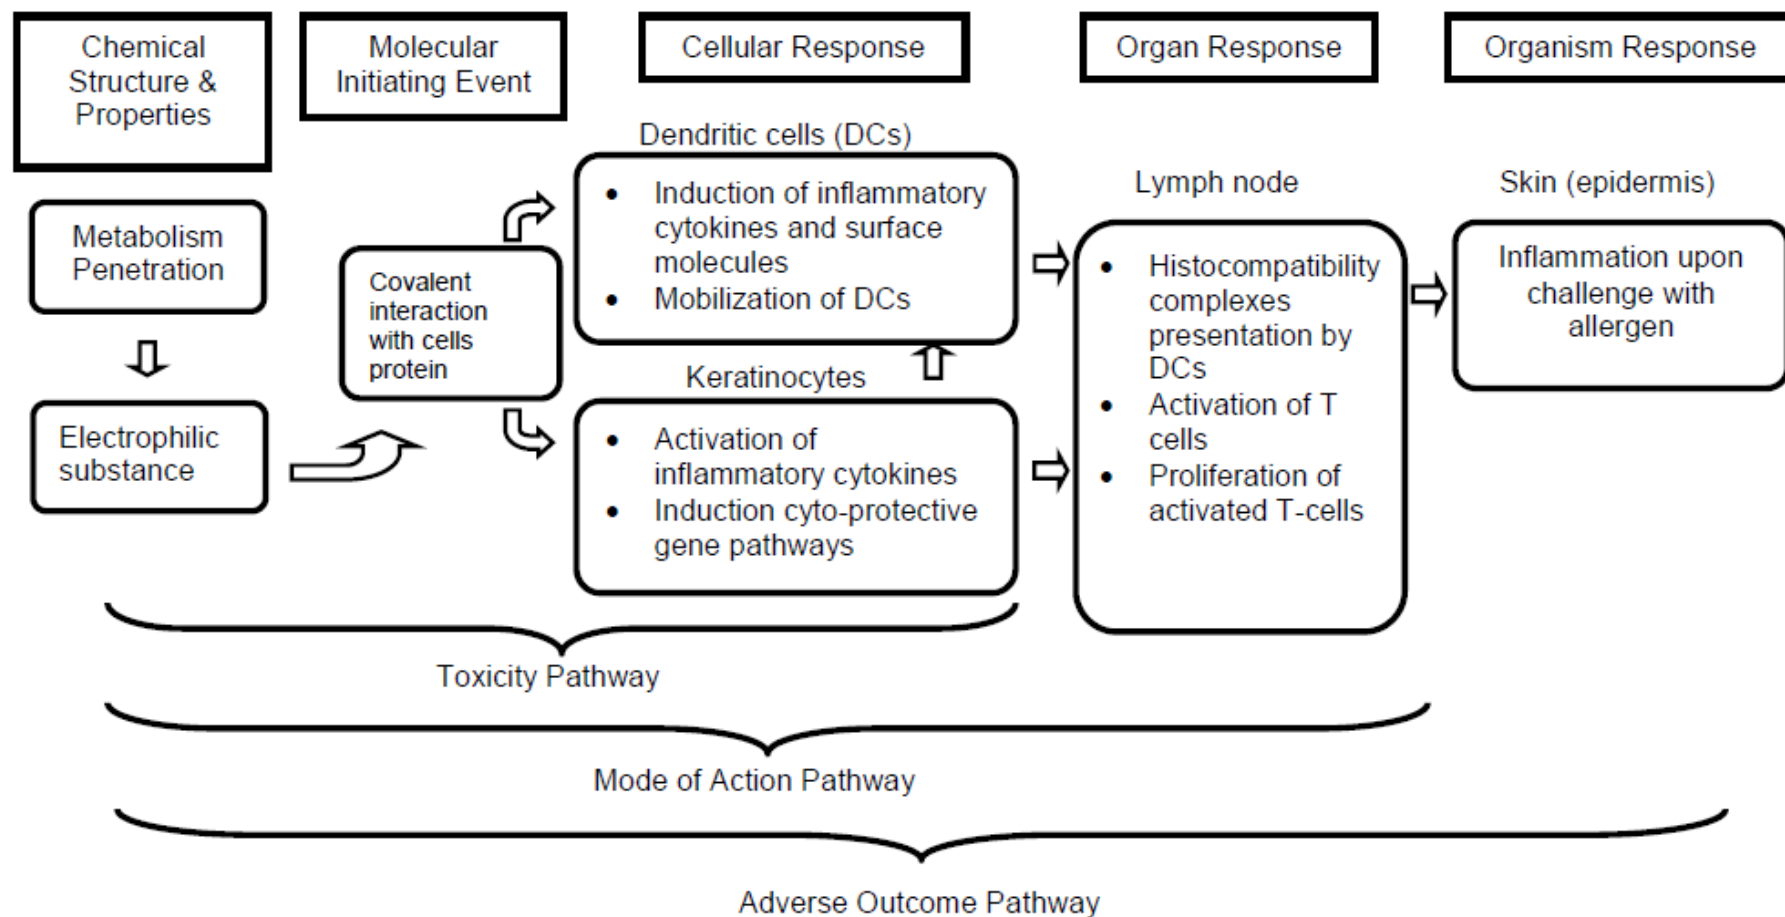 Chemical
Structure &
Properties
Molecular
Initiating Event
Cellular Response
Organ Response
Organism Response
Metabolism
Penetration
Electrophilic
substance
Covalent
interaction
with cells
protein
Dendritic cells (DCs)
• Induction of inflammatory
cytokines and surface
molecules
• Mobilization of DCs
Keratinocytes
• Activation of
inflammatory cytokines
• Induction cyto-protective
gene pathways
Lymph node
• Histocompatibility
complexes
presentation by
DCs
• Activation of T
cells
• Proliferation of
activated T-cells
Skin (epidermis)
Inflammation upon
challenge with
allergen
Toxicity Pathway
Mode of Action Pathway
Adverse Outcome Pathway